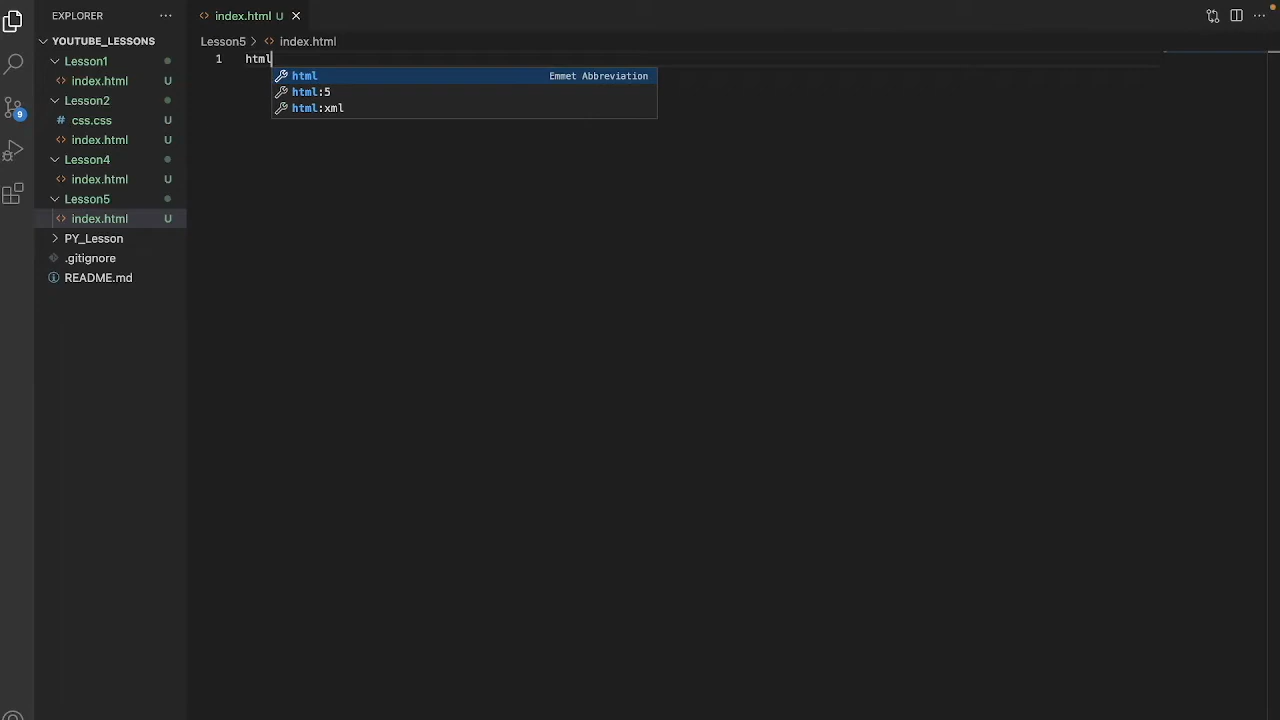 EXPLORER
YOUTUBE_LESSONS
Lesson1
index.html U
Lesson2
# css.css U
index.html U
Lesson4
index.html U
Lesson5
index.html U
PY_Lesson
.gitignore
README.md
9
index.html U
Lesson5 > index.html
1 html
html Emmet Abbreviation
html:5
html:xml